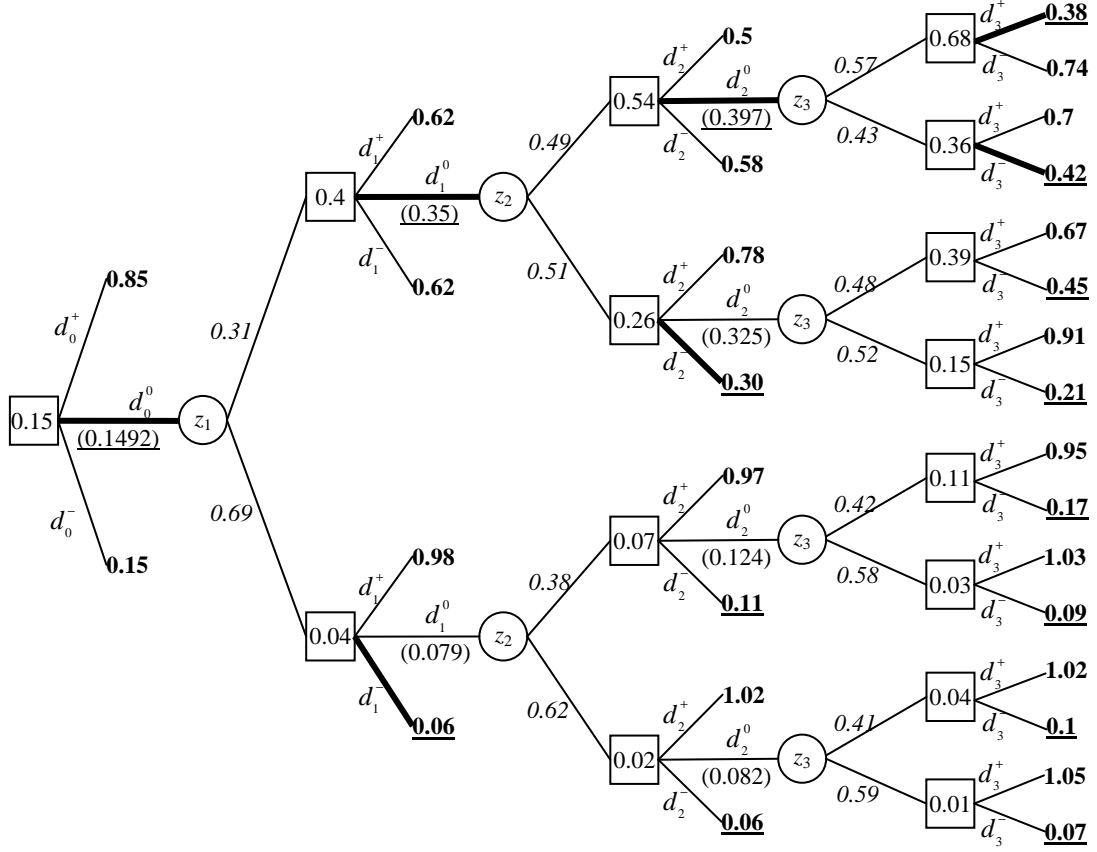 0.15
d₀⁺ 0.85
d₀⁰ (0.1492)
d₀⁻ 0.15
z₁
0.31
0.69
0.4
d₁⁺ 0.62
d₁⁰ (0.35)
d₁⁻ 0.62
z₂
0.49
0.51
0.54
d₂⁺ 0.5
d₂⁰ (0.397)
d₂⁻ 0.58
z₃
0.57
0.43
0.68
d₃⁺ 0.38
d₃⁻ 0.74
0.36
d₃⁺ 0.7
d₃⁻ 0.42
0.26
d₂⁺ 0.78
d₂⁰ (0.325)
d₂⁻ 0.30
z₃
0.48
0.52
0.39
d₃⁺ 0.67
d₃⁻ 0.45
0.15
d₃⁺ 0.91
d₃⁻ 0.21
0.04
d₁⁺ 0.98
d₁⁰ (0.079)
d₁⁻ 0.06
z₂
0.38
0.62
0.07
d₂⁺ 0.97
d₂⁰ (0.124)
d₂⁻ 0.11
z₃
0.42
0.58
0.11
d₃⁺ 0.95
d₃⁻ 0.17
0.03
d₃⁺ 1.03
d₃⁻ 0.09
0.02
d₂⁺ 1.02
d₂⁰ (0.082)
d₂⁻ 0.06
z₃
0.41
0.59
0.04
d₃⁺ 1.02
d₃⁻ 0.1
0.01
d₃⁺ 1.05
d₃⁻ 0.07